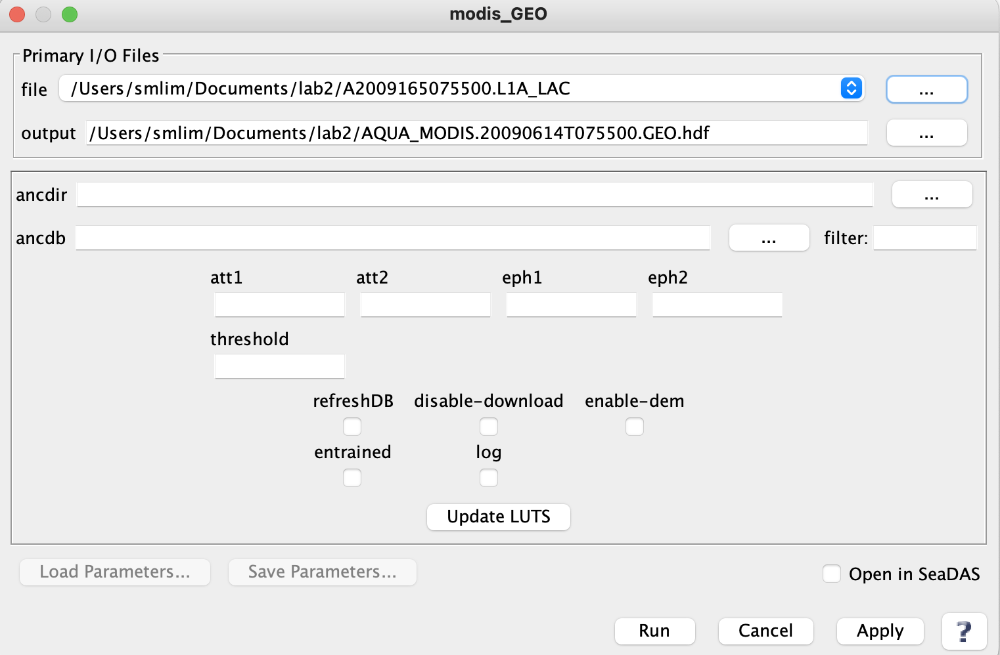 modis_GEO
Primary I/O Files
file /Users/smlim/Documents/lab2/A2009165075500.L1A_LAC ...
output /Users/smlim/Documents/lab2/AQUA_MODIS.20090614T075500.GEO.hdf ...
ancdir ...
ancdb ... filter:
att1 att2 eph1 eph2
threshold
refreshDB disable-download enable-dem
entrained log
Update LUTS
Load Parameters... Save Parameters... Open in SeaDAS
Run Cancel Apply ?